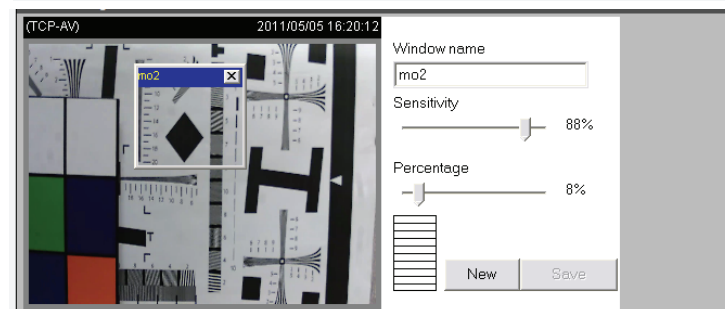 (TCP-AV) 2011/05/05 16:20:12
mo2
Window name
mo2
Sensitivity
88%
Percentage
8%
New
Save